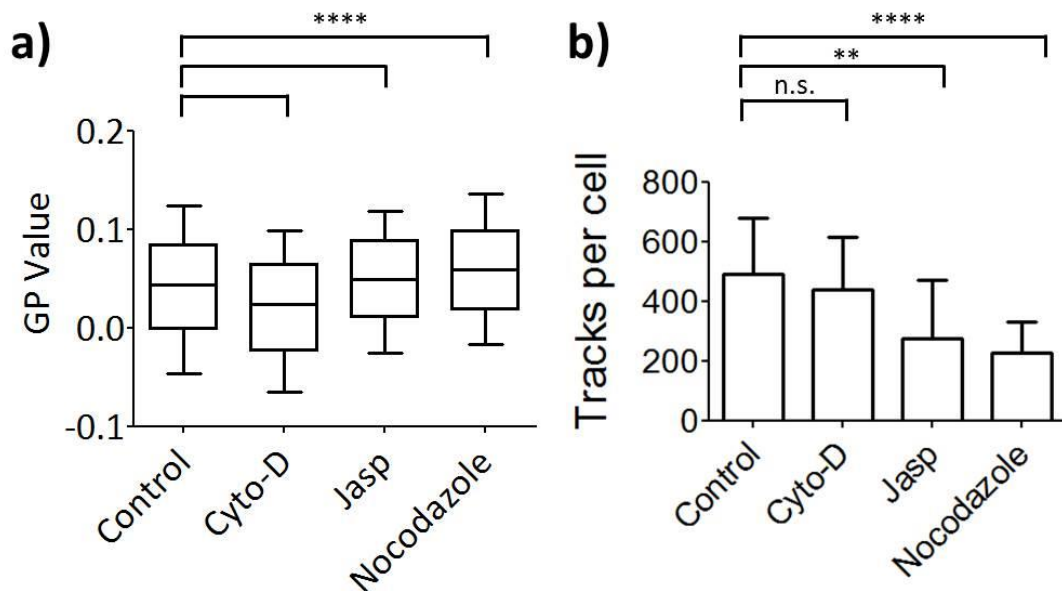 a)
****
0.2
0.1
0.0
-0.1
GP Value
Control
Cyto-D
Jasp
Nocodazole
b)
****
**
n.s.
800
600
400
200
0
Tracks per cell
Control
Cyto-D
Jasp
Nocodazole